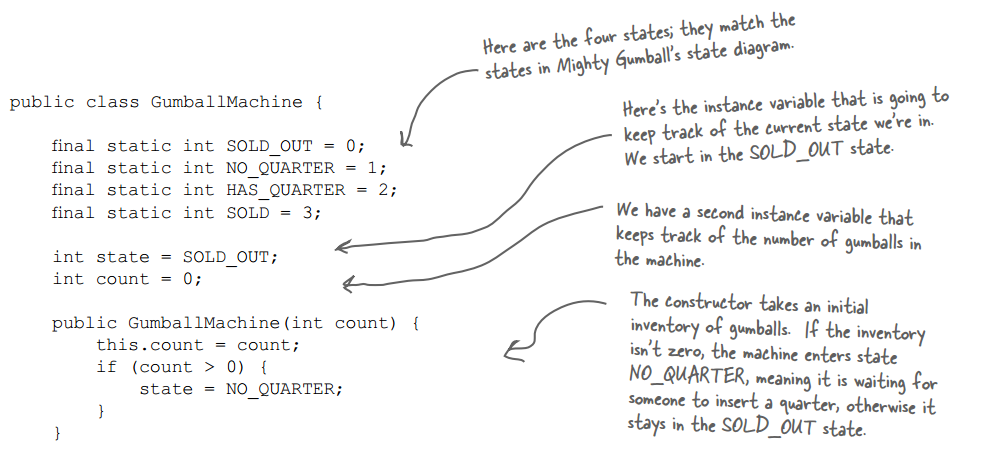 Here are the four states; they match the
states in Mighty Gumball's state diagram.
public class GumballMachine {
final static int SOLD_OUT = 0;
final static int NO_QUARTER = 1;
final static int HAS_QUARTER = 2;
final static int SOLD = 3;
Here's the instance variable that is going to
keep track of the current state we're in.
We start in the SOLD_OUT state.
int state = SOLD_OUT;
int count = 0;
We have a second instance variable that
keeps track of the number of gumballs in
the machine.
public GumballMachine(int count) {
this.count = count;
if (count > 0) {
state = NO_QUARTER;
}
}
The constructor takes an initial
inventory of gumballs. If the inventory
isn't zero, the machine enters state
NO_QUARTER, meaning it is waiting for
someone to insert a quarter, otherwise it
stays in the SOLD_OUT state.